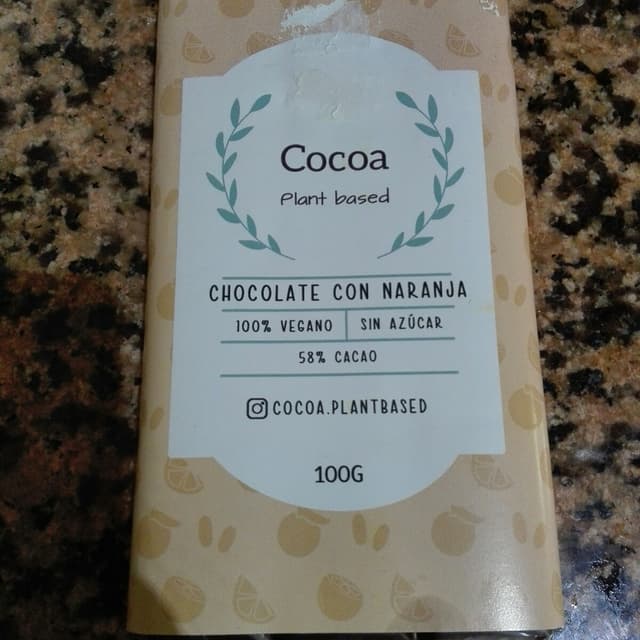 Cocoa
Plant based
CHOCOLATE CON NARANJA
100% VEGANO SIN AZÚCAR
58% CACAO
COCOA.PLANTBASED
100G